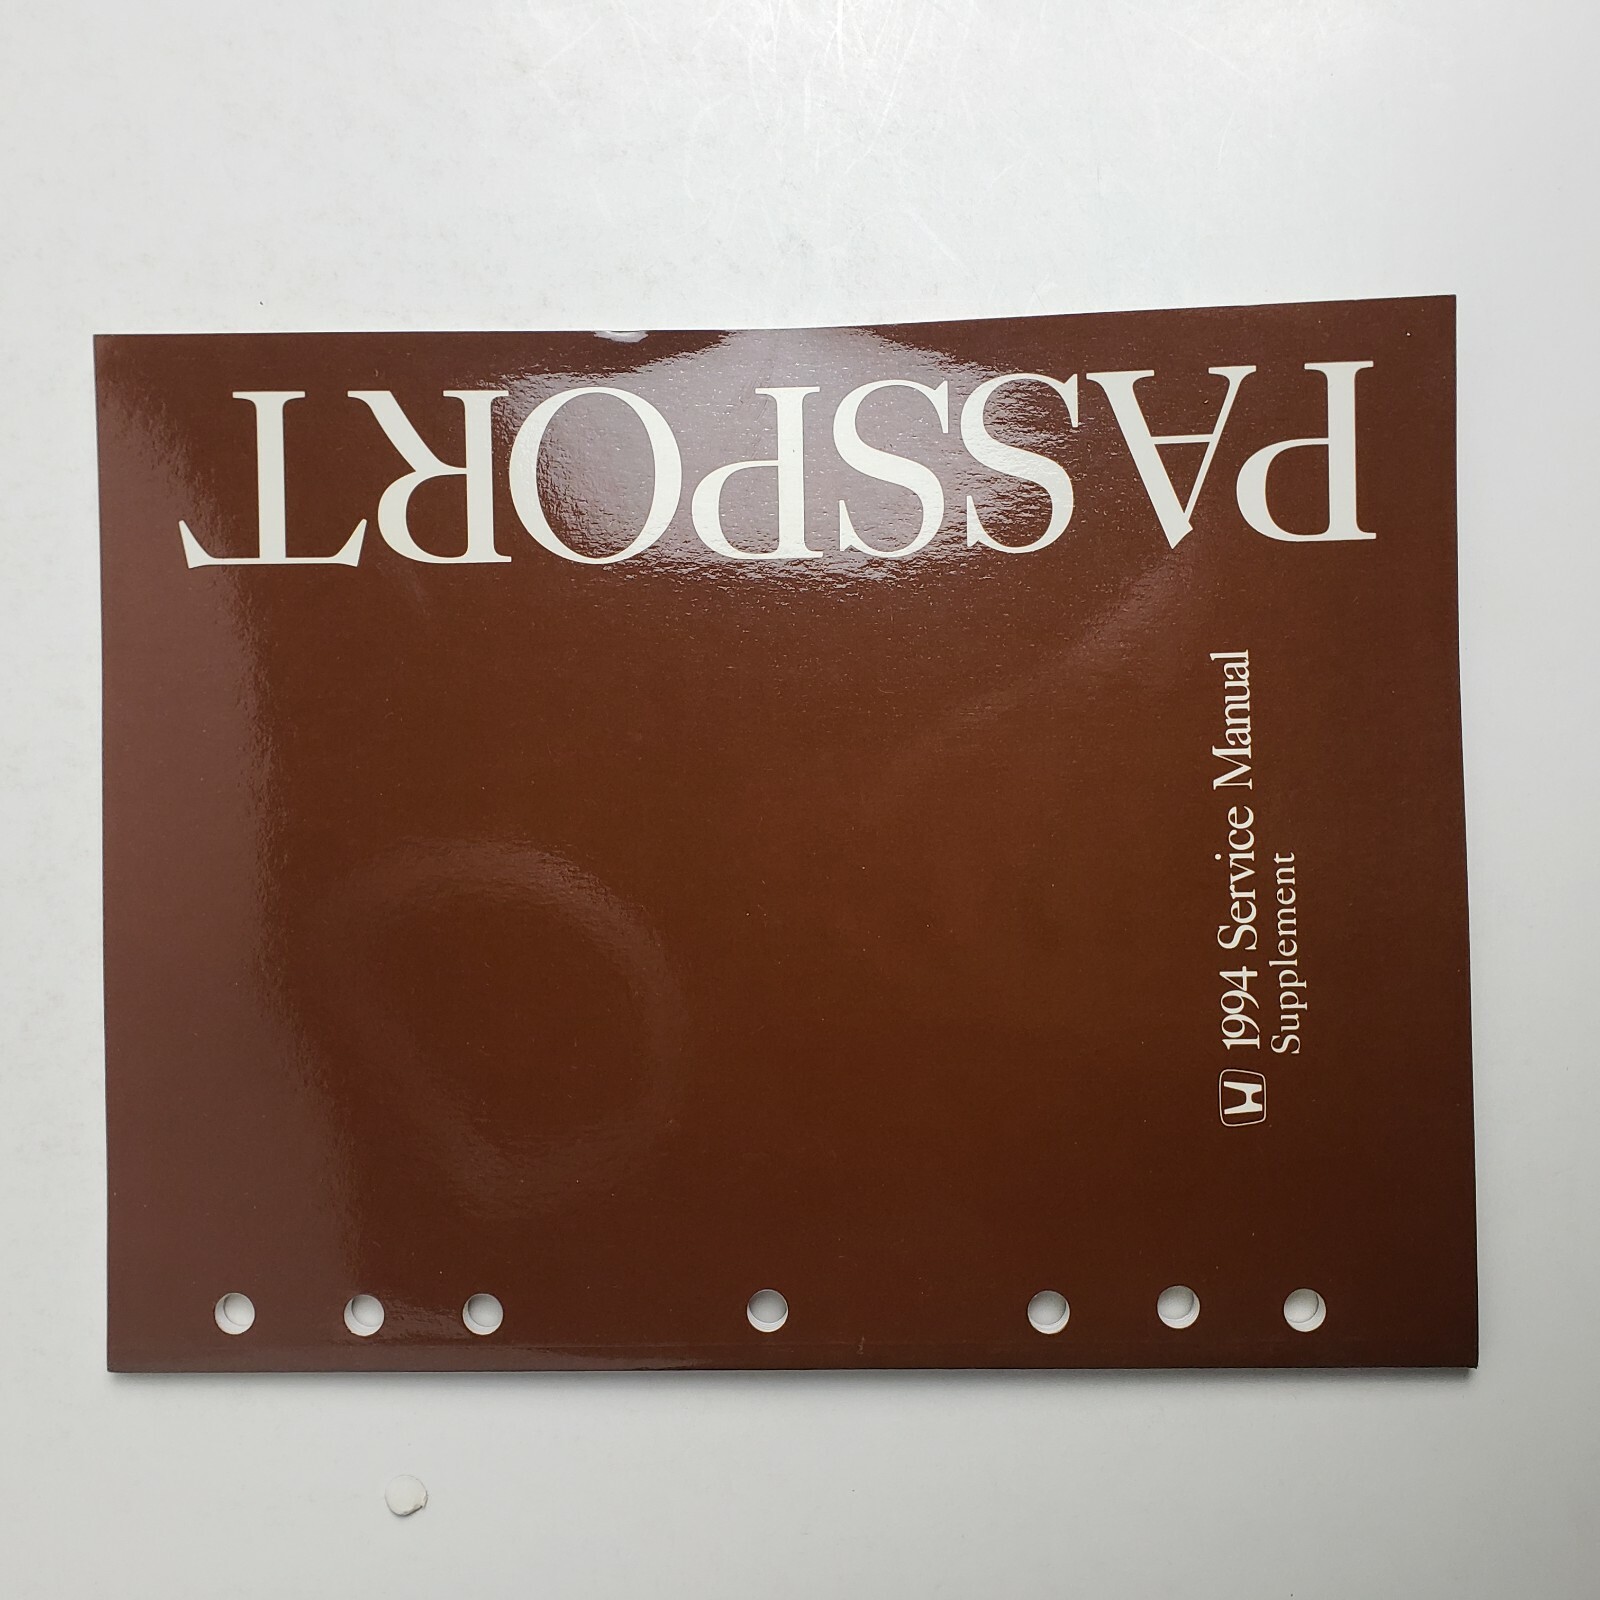 PASSPORT
1994 Service Manual
Supplement